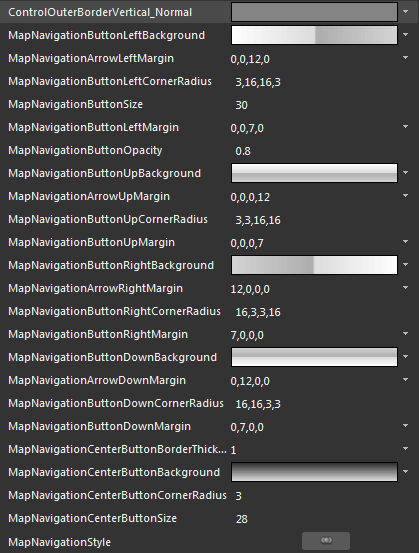 ControlOuterBorderVertical_Normal
MapNavigationButtonLeftBackground
MapNavigationArrowLeftMargin 0,0,12,0
MapNavigationButtonLeftCornerRadius 3,16,16,3
MapNavigationButtonSize 30
MapNavigationButtonLeftMargin 0,0,7,0
MapNavigationButtonOpacity 0.8
MapNavigationButtonUpBackground
MapNavigationArrowUpMargin 0,0,0,12
MapNavigationButtonUpCornerRadius 3,3,16,16
MapNavigationButtonUpMargin 0,0,0,7
MapNavigationButtonRightBackground
MapNavigationArrowRightMargin 12,0,0,0
MapNavigationButtonRightCornerRadius 16,3,3,16
MapNavigationButtonRightMargin 7,0,0,0
MapNavigationButtonDownBackground
MapNavigationArrowDownMargin 0,12,0,0
MapNavigationButtonDownCornerRadius 16,16,3,3
MapNavigationButtonDownMargin 0,7,0,0
MapNavigationCenterButtonBorderThick... 1
MapNavigationCenterButtonBackground
MapNavigationCenterButtonCornerRadius 3
MapNavigationCenterButtonSize 28
MapNavigationStyle